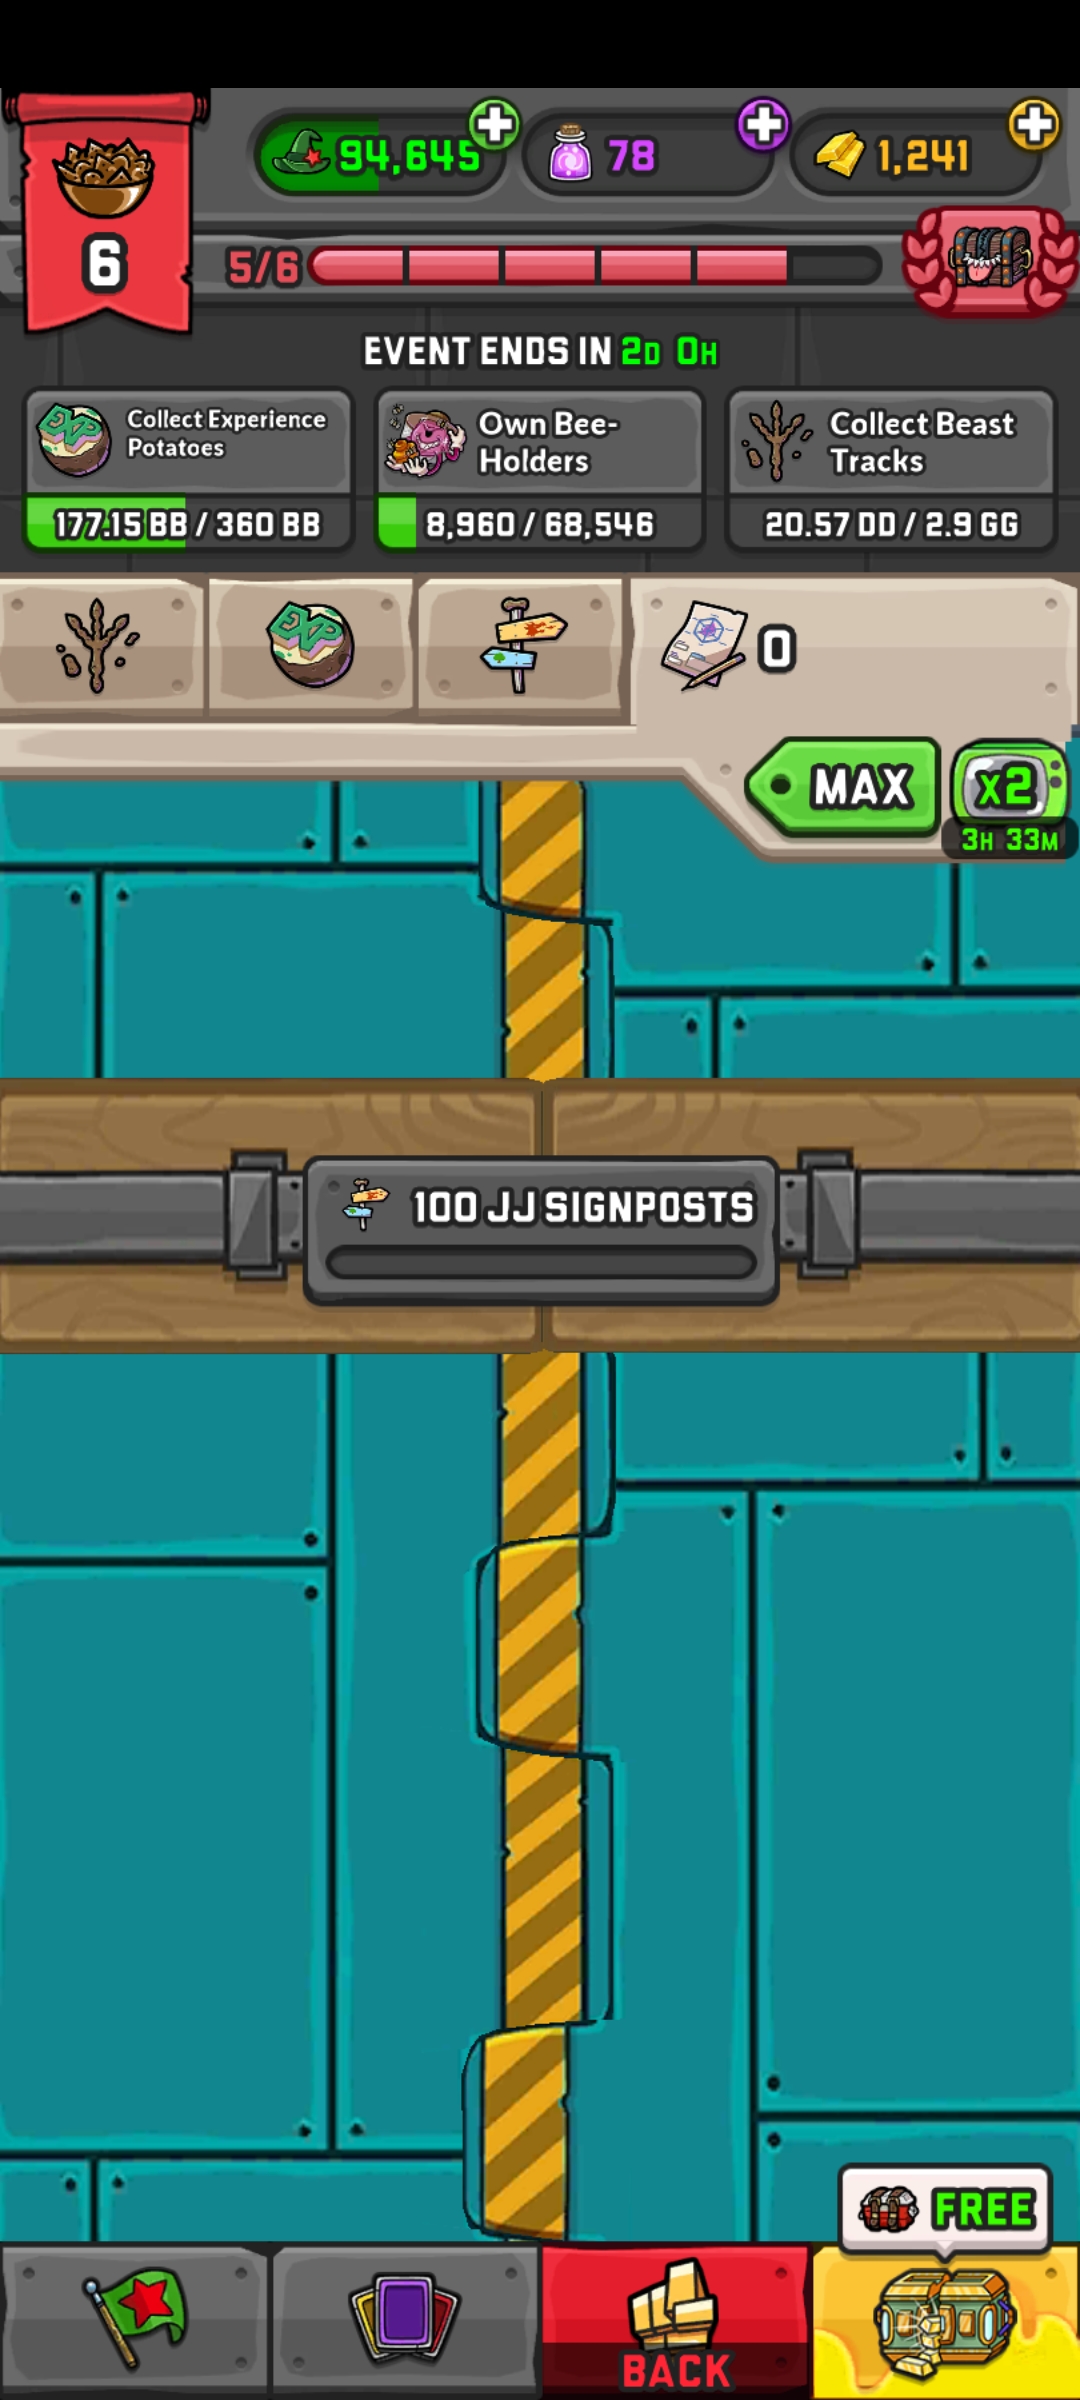 94,645
78
1,241
6
5/6
EVENT ENDS IN 2D 0H
EXP
Collect Experience
Potatoes
177.15 BB / 360 BB
Own Bee-
Holders
8,960 / 68,546
Collect Beast
Tracks
20.57 DD / 2.9 GG
EXP
0
MAX
x2
3H 33M
100 JJ SIGNPOSTS
FREE
BACK